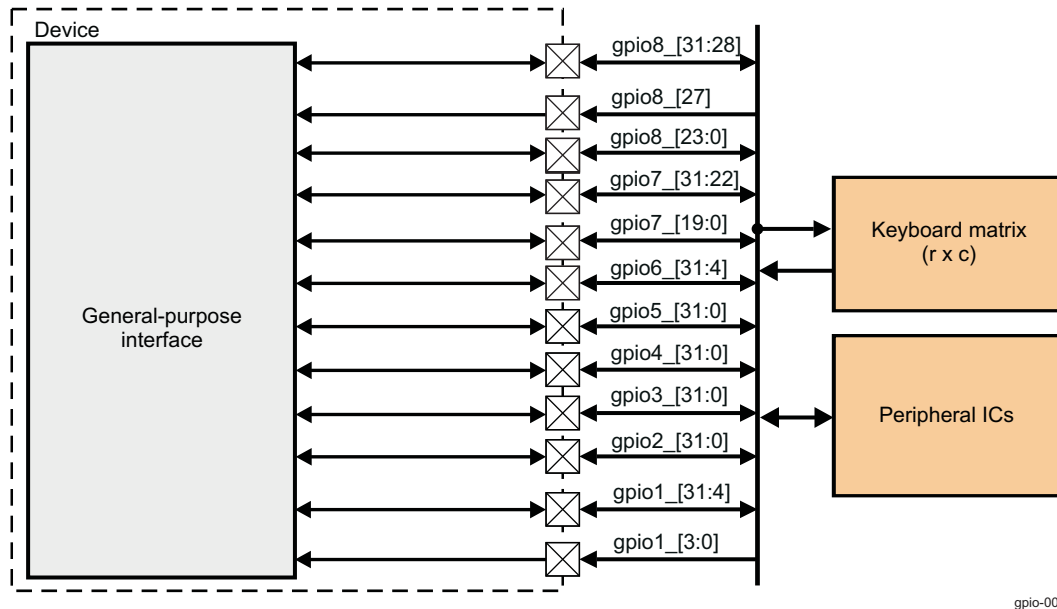 Device
General-purpose
interface
gpio8_[31:28]
gpio8_[27]
gpio8_[23:0]
gpio7_[31:22]
gpio7_[19:0]
gpio6_[31:4]
gpio5_[31:0]
gpio4_[31:0]
gpio3_[31:0]
gpio2_[31:0]
gpio1_[31:4]
gpio1_[3:0]
Keyboard matrix
(r x c)
Peripheral ICs
gpio-00